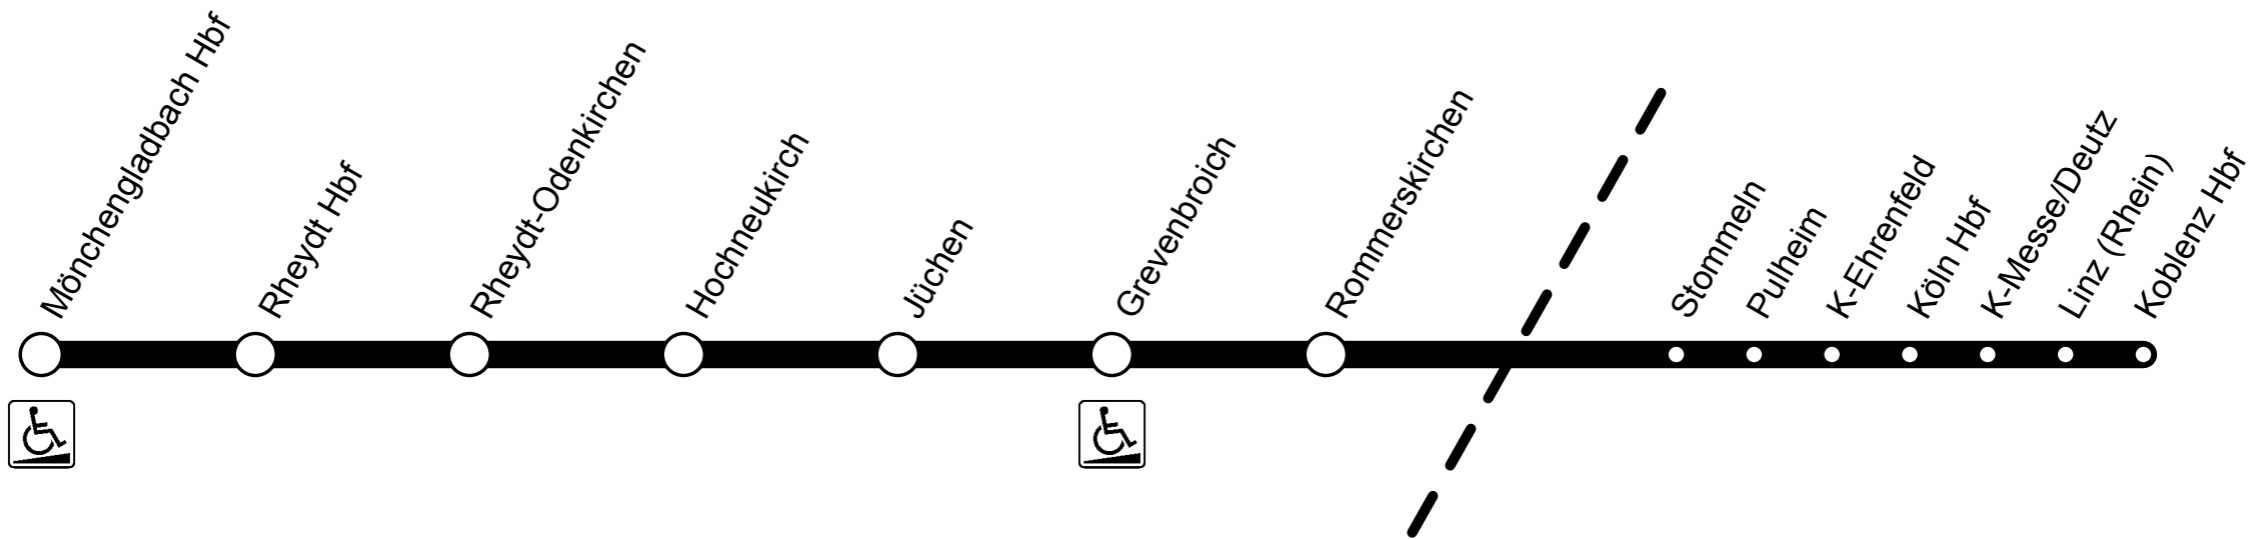 Mönchengladbach Hbf
Rheydt Hbf
Rheydt-Odenkirchen
Hochneukirch
Jüchen
Grevenbroich
Rommerskirchen
Stommeln
Pulheim
K-Ehrenfeld
Köln Hbf
K-Messe/Deutz
Linz (Rhein)
Koblenz Hbf